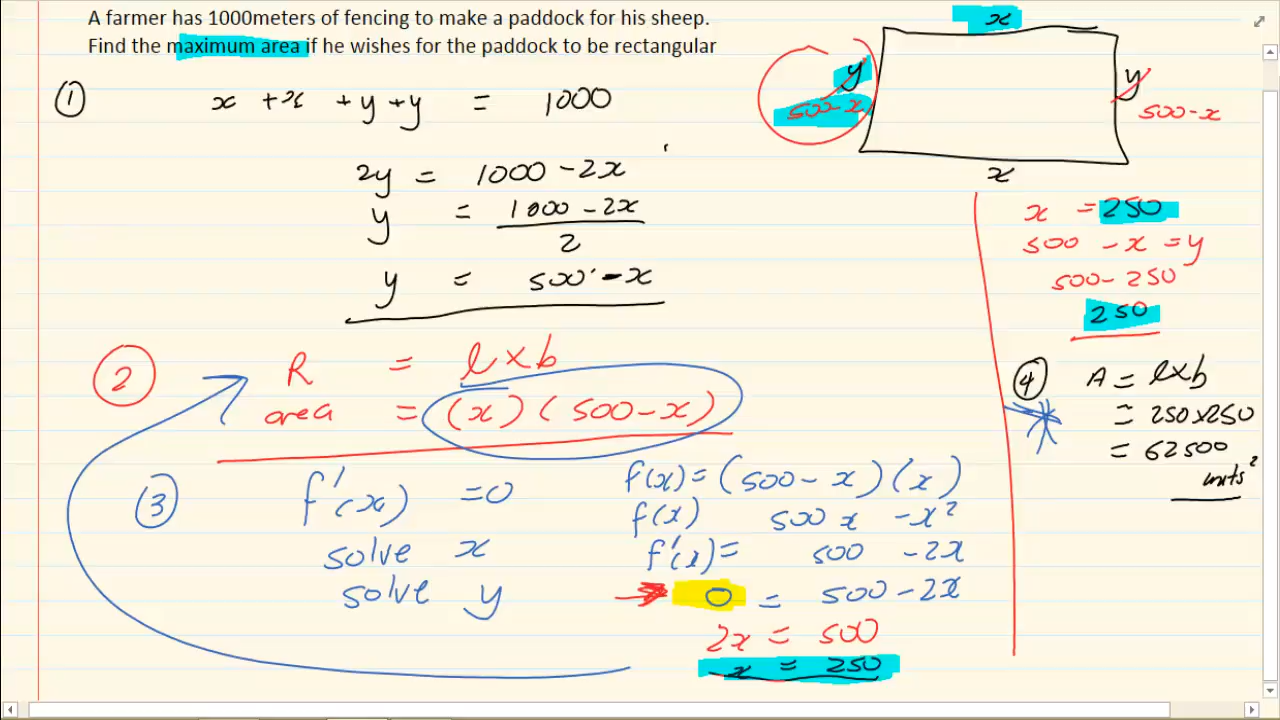 A farmer has 1000meters of fencing to make a paddock for his sheep.
Find the maximum area if he wishes for the paddock to be rectangular
① x + x + y + y = 1000
2y = 1000 - 2x
y = 1000 - 2x
2
y = 500 - x
② R = l x b
area = (x) (500 - x)
③ f'(x) = 0
solve x
solve y
f(x) = (500 - x) (x)
f(x) 500x - x²
f'(x) = 500 - 2x
0 = 500 - 2x
2x = 500
x = 250
x
y
500-x
y
500-x
x
x = 250
500 - x = y
500 - 250
250
④ A = l x b
= 250 x 250
= 62500
units²